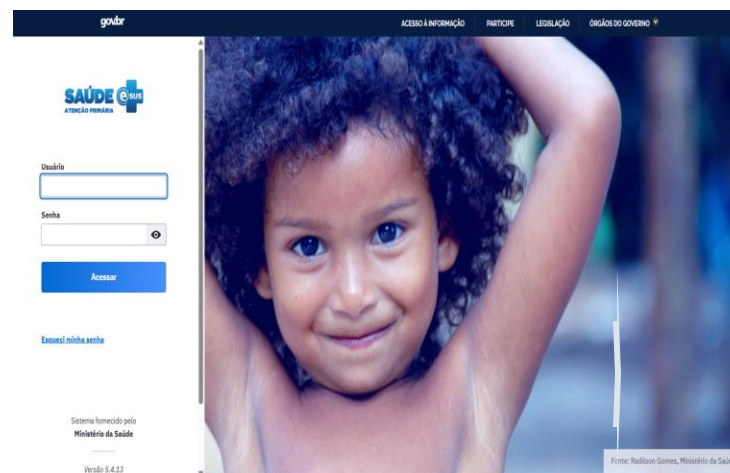 gov.br
ACESSO À INFORMAÇÃO PARTICIPE LEGISLAÇÃO ÓRGÃOS DO GOVERNO
SAÚDE e SUS
ATENÇÃO PRIMÁRIA
Usuário
Senha
Acessar
Esqueci minha senha
Sistema fornecido pelo
Ministério da Saúde
Versão 5.4.13
Fonte: Radilson Gomes, Ministério da Saú